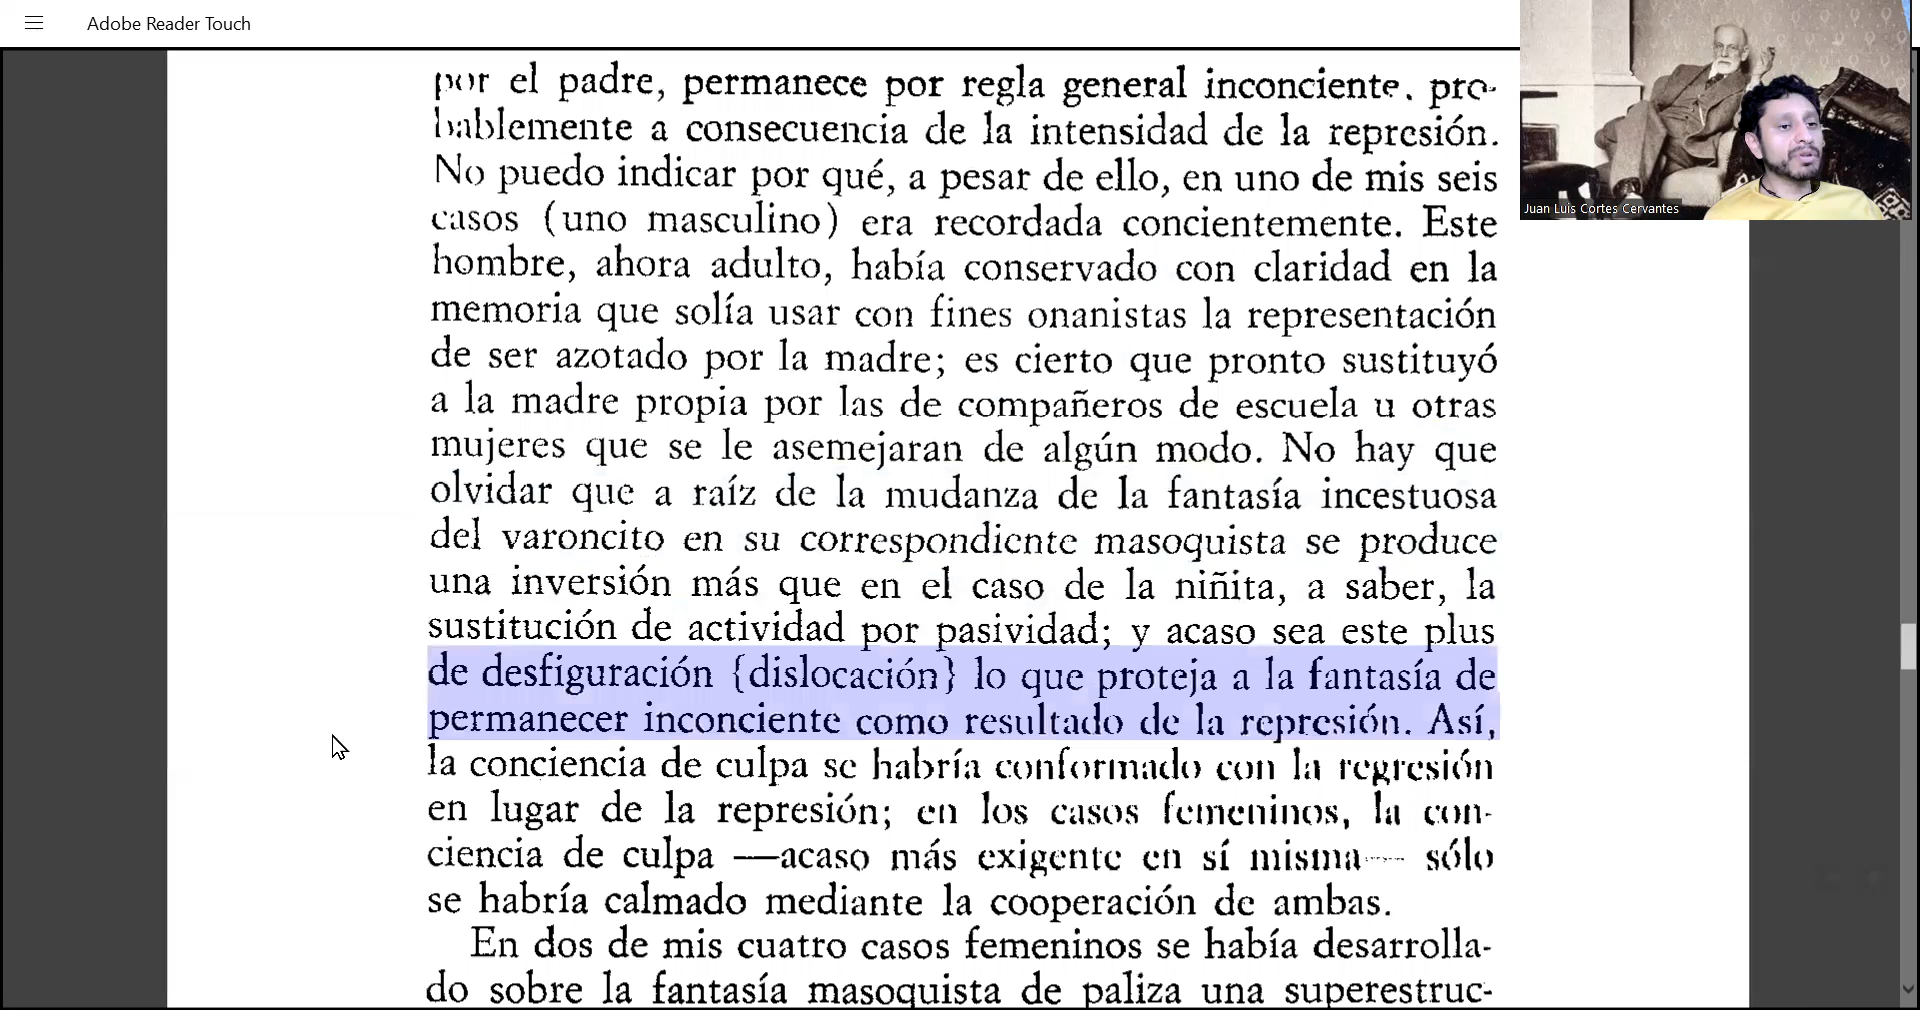 Adobe Reader Touch
Juan Luis Cortes Cervantes
por el padre, permanece por regla general inconciente, pro-
bablemente a consecuencia de la intensidad de la represión.
No puedo indicar por qué, a pesar de ello, en uno de mis seis
casos (uno masculino) era recordada concientemente. Este
hombre, ahora adulto, había conservado con claridad en la
memoria que solía usar con fines onanistas la representación
de ser azotado por la madre; es cierto que pronto sustituyó
a la madre propia por las de compañeros de escuela u otras
mujeres que se le asemejaran de algún modo. No hay que
olvidar que a raíz de la mudanza de la fantasía incestuosa
del varoncito en su correspondiente masoquista se produce
una inversión más que en el caso de la niñita, a saber, la
sustitución de actividad por pasividad; y acaso sea este plus
de desfiguración {dislocación} lo que proteja a la fantasía de
permanecer inconciente como resultado de la represión. Así,
la conciencia de culpa se habría conformado con la regresión
en lugar de la represión; en los casos femeninos, la con-
ciencia de culpa —acaso más exigente en sí misma— sólo
se habría calmado mediante la cooperación de ambas.
En dos de mis cuatro casos femeninos se había desarrolla-
do sobre la fantasía masoquista de paliza una superestruc-